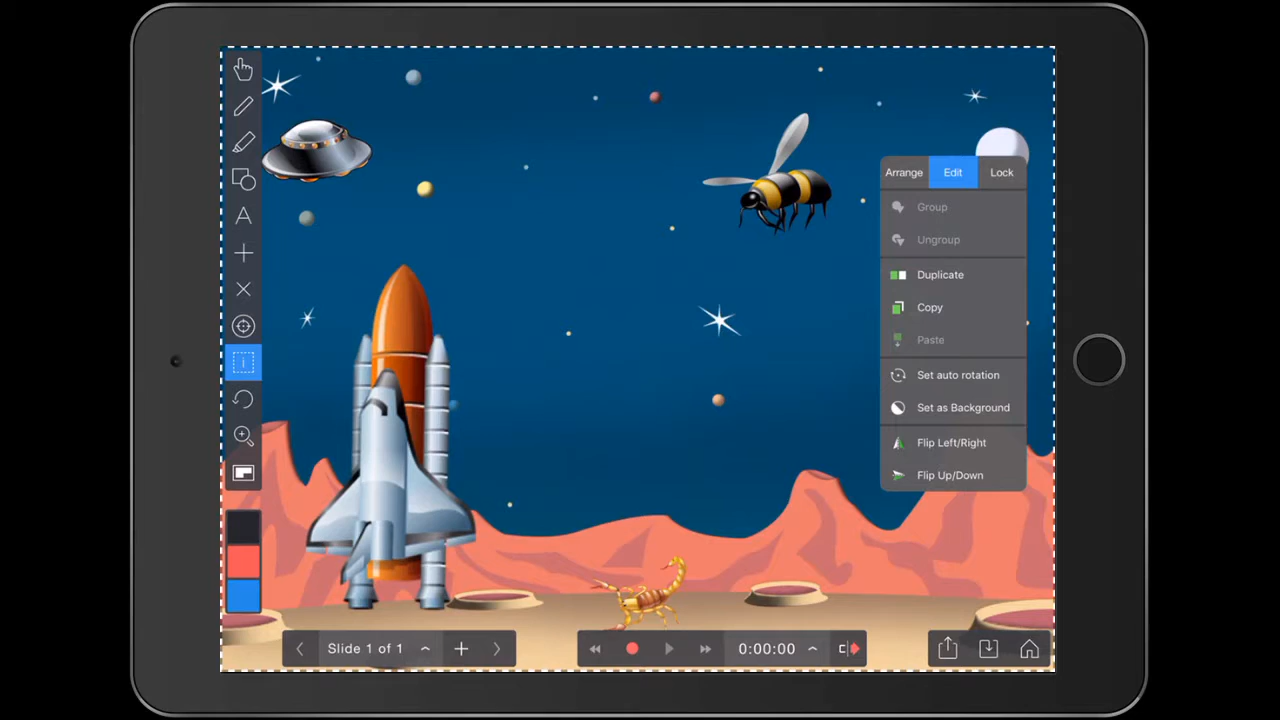 Arrange Edit Lock
Group
Ungroup
Duplicate
Copy
Paste
Set auto rotation
Set as Background
Flip Left/Right
Flip Up/Down
A
i
Slide 1 of 1
0:00:00